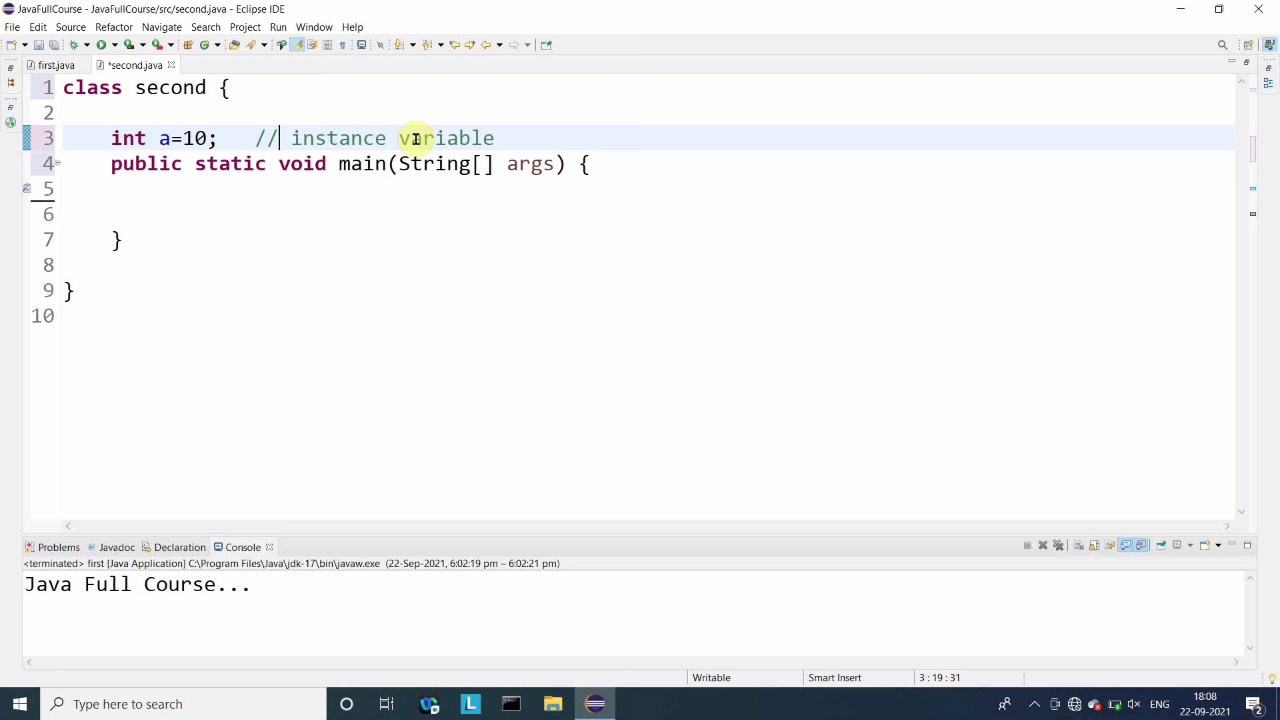 JavaFullCourse - JavaFullCourse/src/second.java - Eclipse IDE
File Edit Source Refactor Navigate Search Project Run Window Help
first.java *second.java
1 class second {
2
3 int a=10; // instance variable
4 public static void main(String[] args) {
5
6
7 }
8
9 }
10
Problems Javadoc Declaration Console
<terminated> first [Java Application] C:\Program Files\Java\jdk-17\bin\javaw.exe (22-Sep-2021, 6:02:19 pm – 6:02:21 pm)
Java Full Course...
Writable Smart Insert 3 : 19 : 31
Type here to search L ENG 18:08
22-09-2021 2